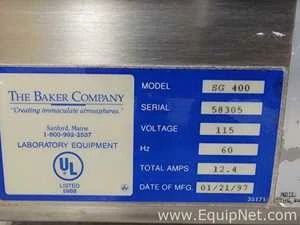 THE BAKER COMPANY
"Creating immaculate atmospheres."
Sanford, Maine
1-800-992-2537
LABORATORY EQUIPMENT
UL
LISTED
MODEL SG 400
SERIAL 58305
VOLTAGE 115
Hz 60
TOTAL AMPS 12.4
DATE OF MFG. 01/21/97
www.EquipNet.com